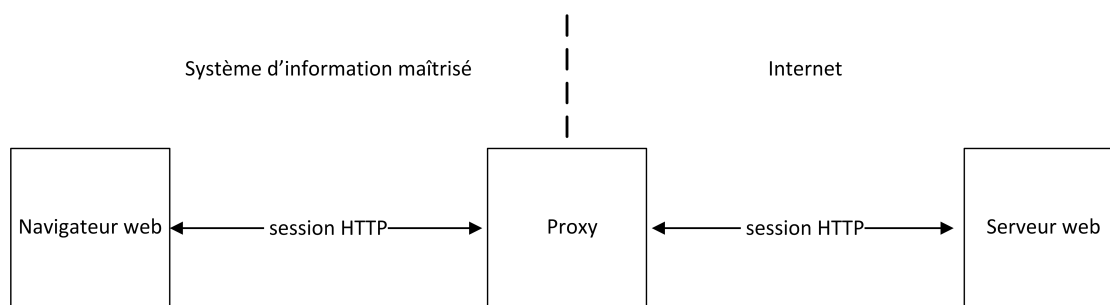 Système d’information maîtrisé
Internet
Navigateur web
session HTTP
Proxy
session HTTP
Serveur web